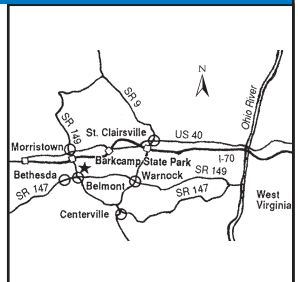 N
SR 9
Ohio River
SR 149
St. Clairsville
US 40
Morristown
Barkcamp State Park
I-70
Bethesda
SR 149
Warnock
SR 147
Belmont
SR 147
West
Virginia
Centerville